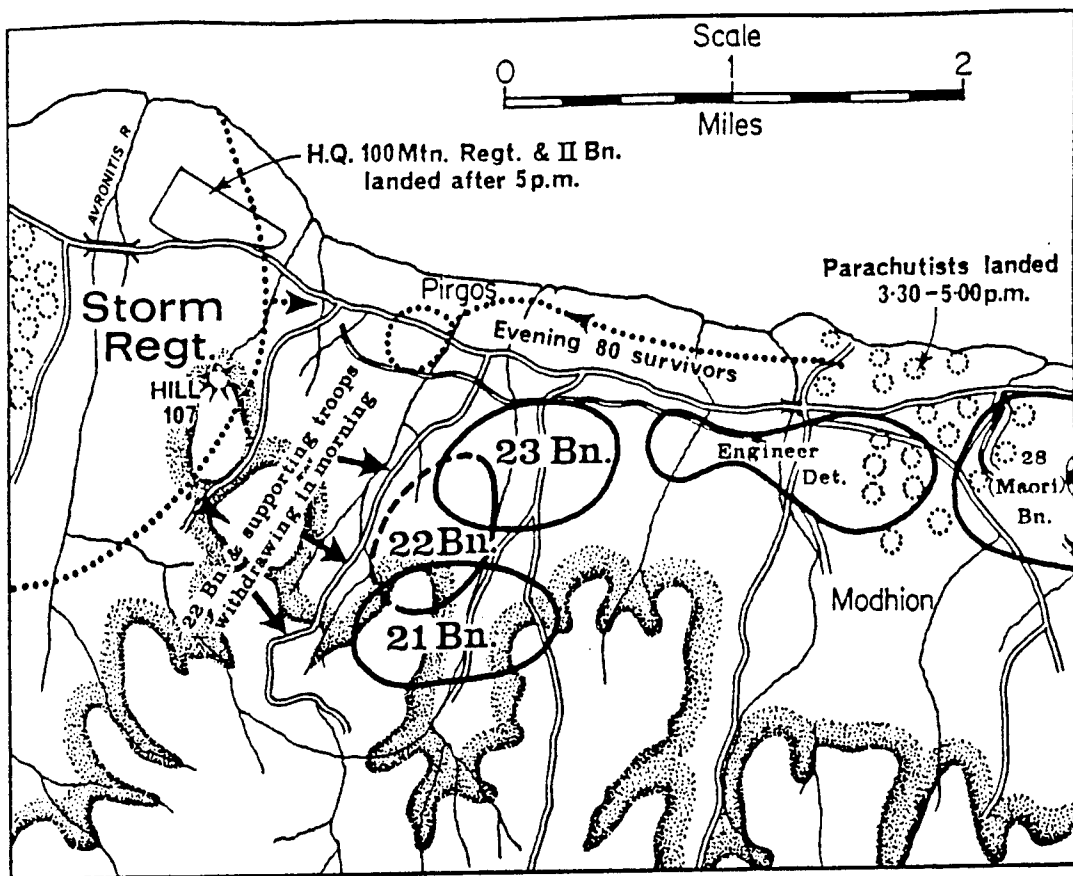 Scale
0 1 2
Miles
AVRONITIS R
H.Q. 100 Mtn. Regt. & II Bn.
landed after 5 p.m.
Parachutists landed
3·30–5·00 p.m.
Pirgos
Storm
Regt.
Evening 80 survivors
HILL
107
22 Bn. & supporting troops
withdrawing in morning
23 Bn.
Engineer
Det.
28
(Maori)
Bn.
22 Bn.
21 Bn.
Modhion